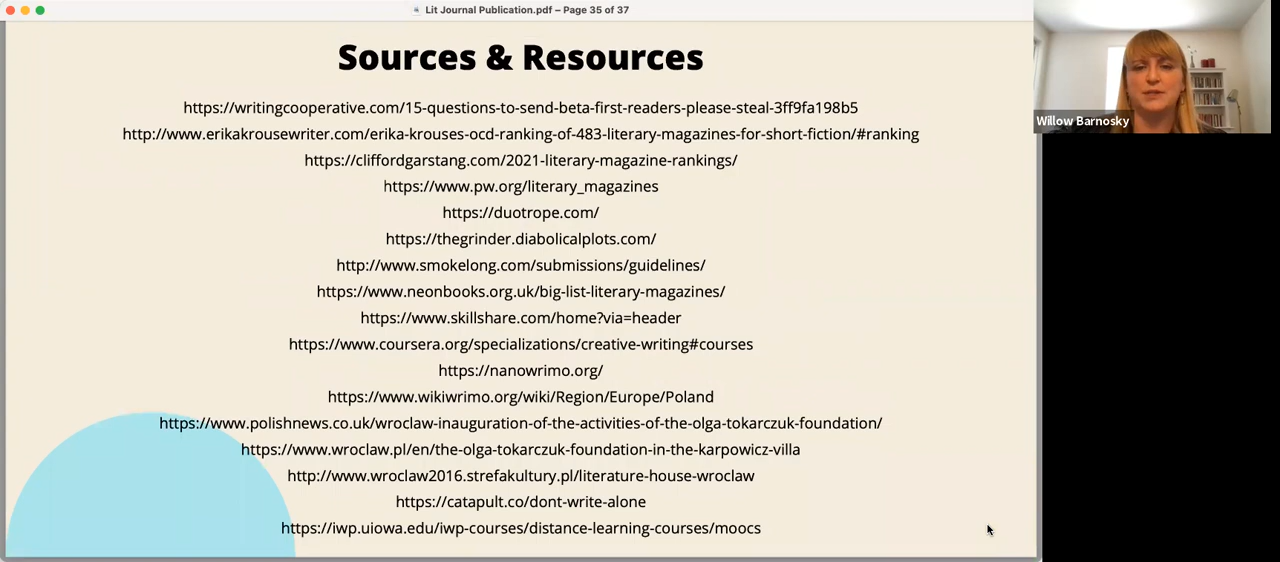 Lit Journal Publication.pdf – Page 35 of 37
Sources & Resources
https://writingcooperative.com/15-questions-to-send-beta-first-readers-please-steal-3ff9fa198b5
http://www.erikakrousewriter.com/erika-krouses-ocd-ranking-of-483-literary-magazines-for-short-fiction/#ranking
https://cliffordgarstang.com/2021-literary-magazine-rankings/
https://www.pw.org/literary_magazines
https://duotrope.com/
https://thegrinder.diabolicalplots.com/
http://www.smokelong.com/submissions/guidelines/
https://www.neonbooks.org.uk/big-list-literary-magazines/
https://www.skillshare.com/home?via=header
https://www.coursera.org/specializations/creative-writing#courses
https://nanowrimo.org/
https://www.wikiwrimo.org/wiki/Region/Europe/Poland
https://www.polishnews.co.uk/wroclaw-inauguration-of-the-activities-of-the-olga-tokarczuk-foundation/
https://www.wroclaw.pl/en/the-olga-tokarczuk-foundation-in-the-karpowicz-villa
http://www.wroclaw2016.strefakultury.pl/literature-house-wroclaw
https://catapult.co/dont-write-alone
https://iwp.uiowa.edu/iwp-courses/distance-learning-courses/moocs
Willow Barnosky